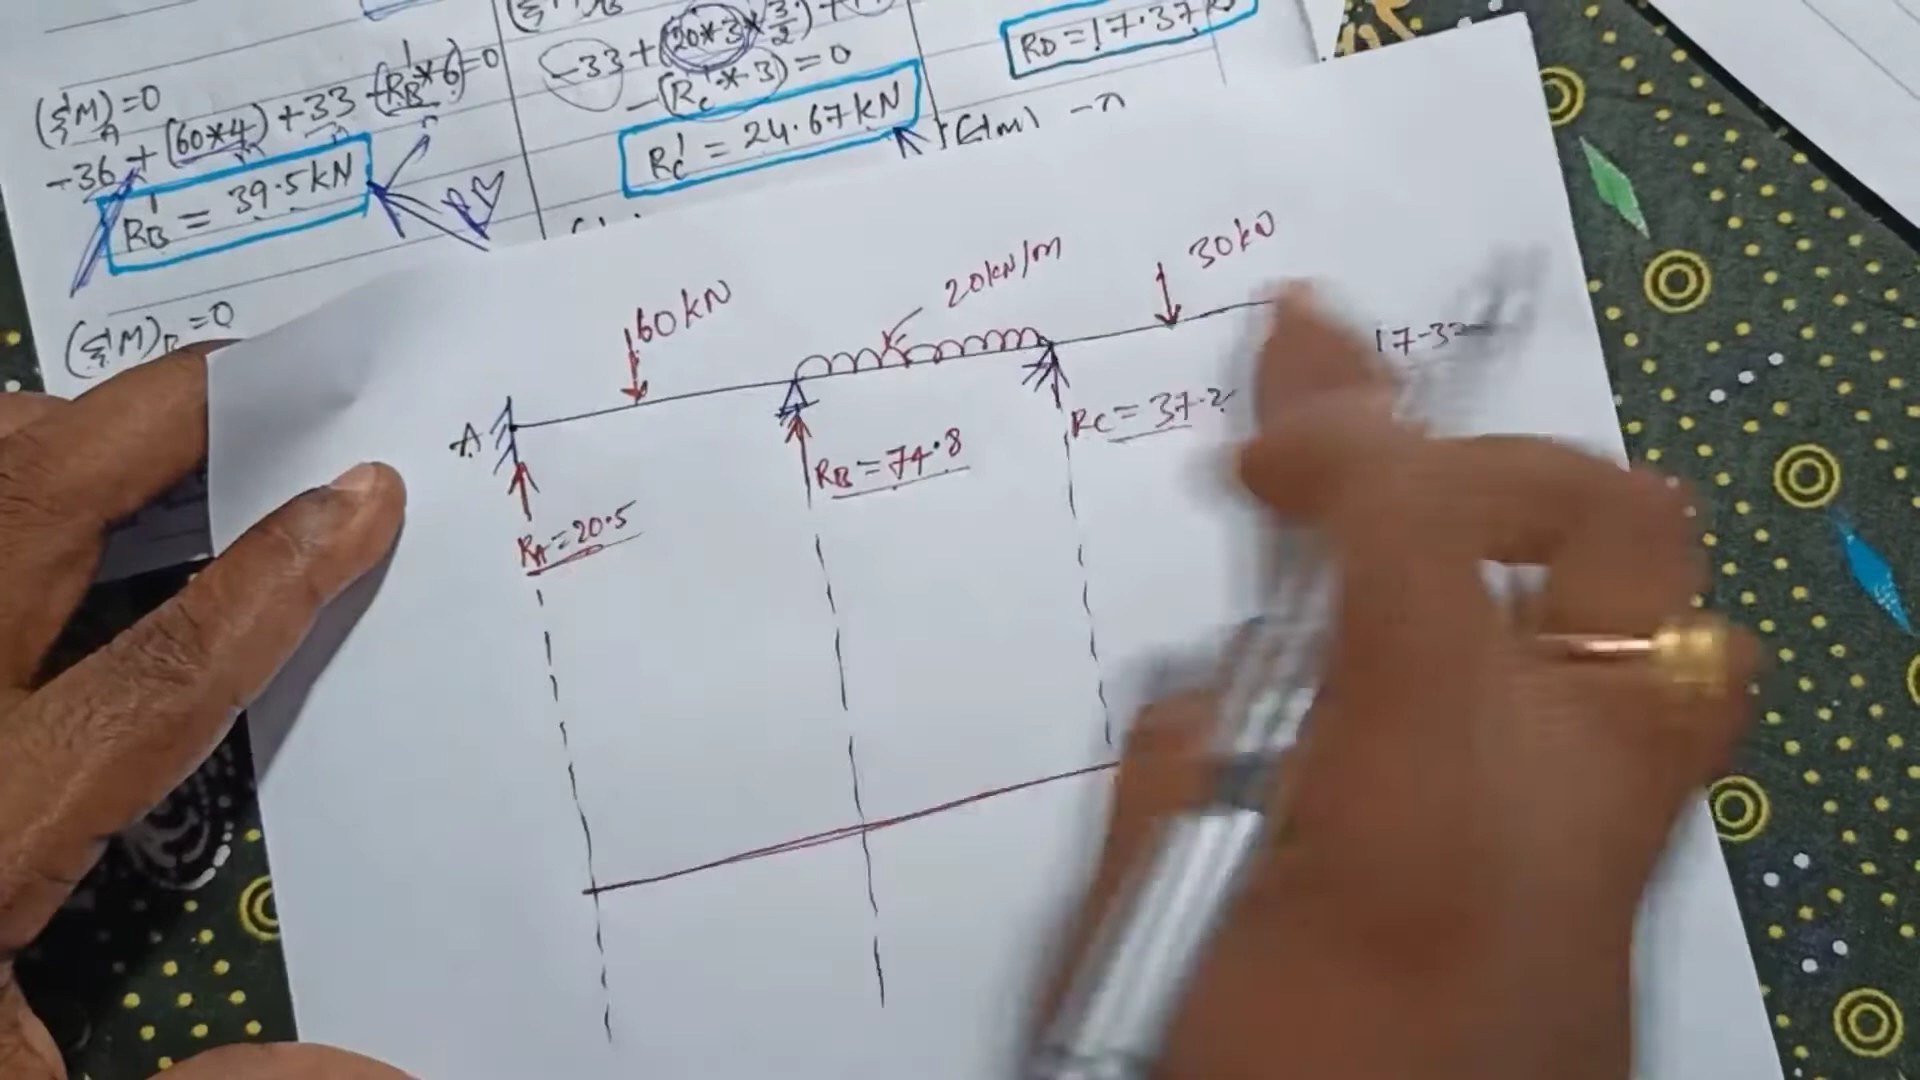 (ΣM)A = 0
-36 + (60*4) + 33 - (RB' * 6) = 0
RB' = 39.5 kN
(ΣM)B = 0
-33 + (20*3*3/2) +
- (RC' * 3) = 0
RC' = 24.67 kN
RD = 17.37
60 kN
20 kN/m
30 kN
A
RA = 20.5
RB = 74.8
RC = 37.2